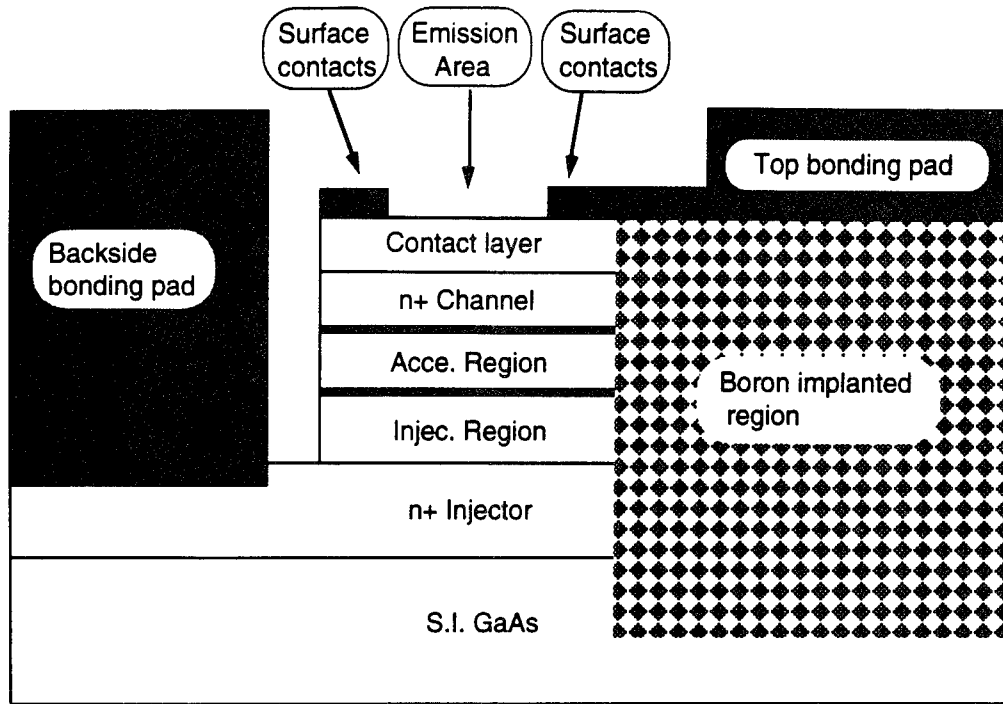 Surface
contacts
Emission
Area
Surface
contacts
Top bonding pad
Backside
bonding pad
Contact layer
n+ Channel
Acce. Region
Injec. Region
Boron implanted
region
n+ Injector
S.I. GaAs